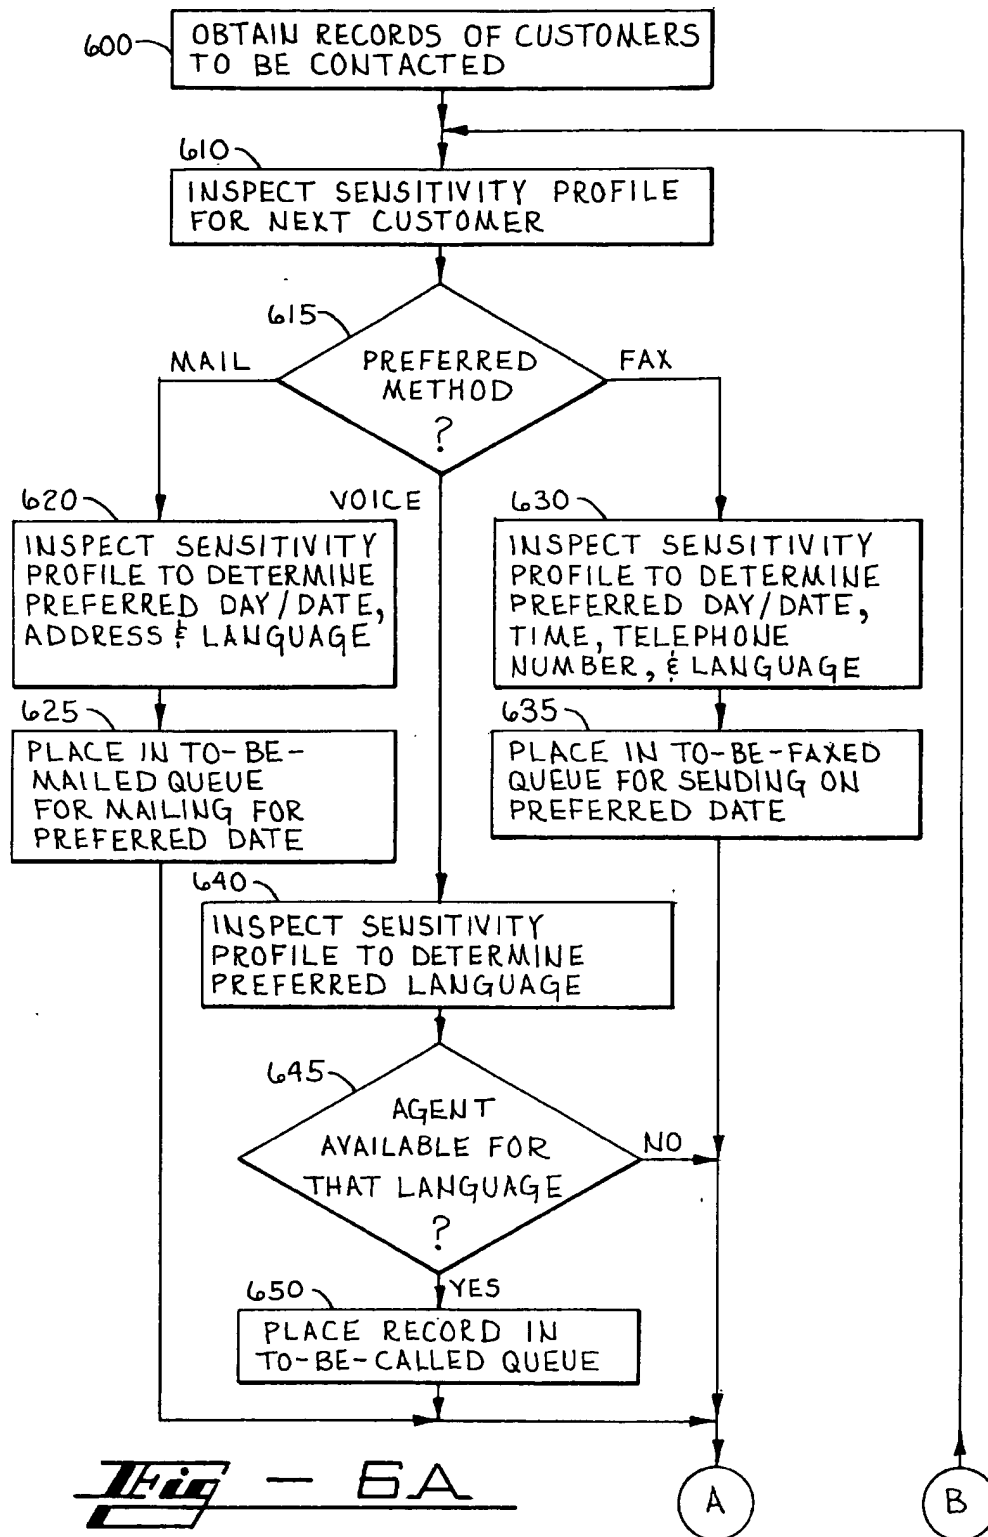 600
OBTAIN RECORDS OF CUSTOMERS
TO BE CONTACTED
610
INSPECT SENSITIVITY PROFILE
FOR NEXT CUSTOMER
615
PREFERRED
METHOD
?
MAIL
FAX
VOICE
620
INSPECT SENSITIVITY
PROFILE TO DETERMINE
PREFERRED DAY/DATE,
ADDRESS & LANGUAGE
630
INSPECT SENSITIVITY
PROFILE TO DETERMINE
PREFERRED DAY/DATE,
TIME, TELEPHONE
NUMBER, & LANGUAGE
625
PLACE IN TO-BE-
MAILED QUEUE
FOR MAILING FOR
PREFERRED DATE
635
PLACE IN TO-BE-FAXED
QUEUE FOR SENDING ON
PREFERRED DATE
640
INSPECT SENSITIVITY
PROFILE TO DETERMINE
PREFERRED LANGUAGE
645
AGENT
AVAILABLE FOR
THAT LANGUAGE
?
NO
YES
650
PLACE RECORD IN
TO-BE-CALLED QUEUE
Fig - 6A
A
B